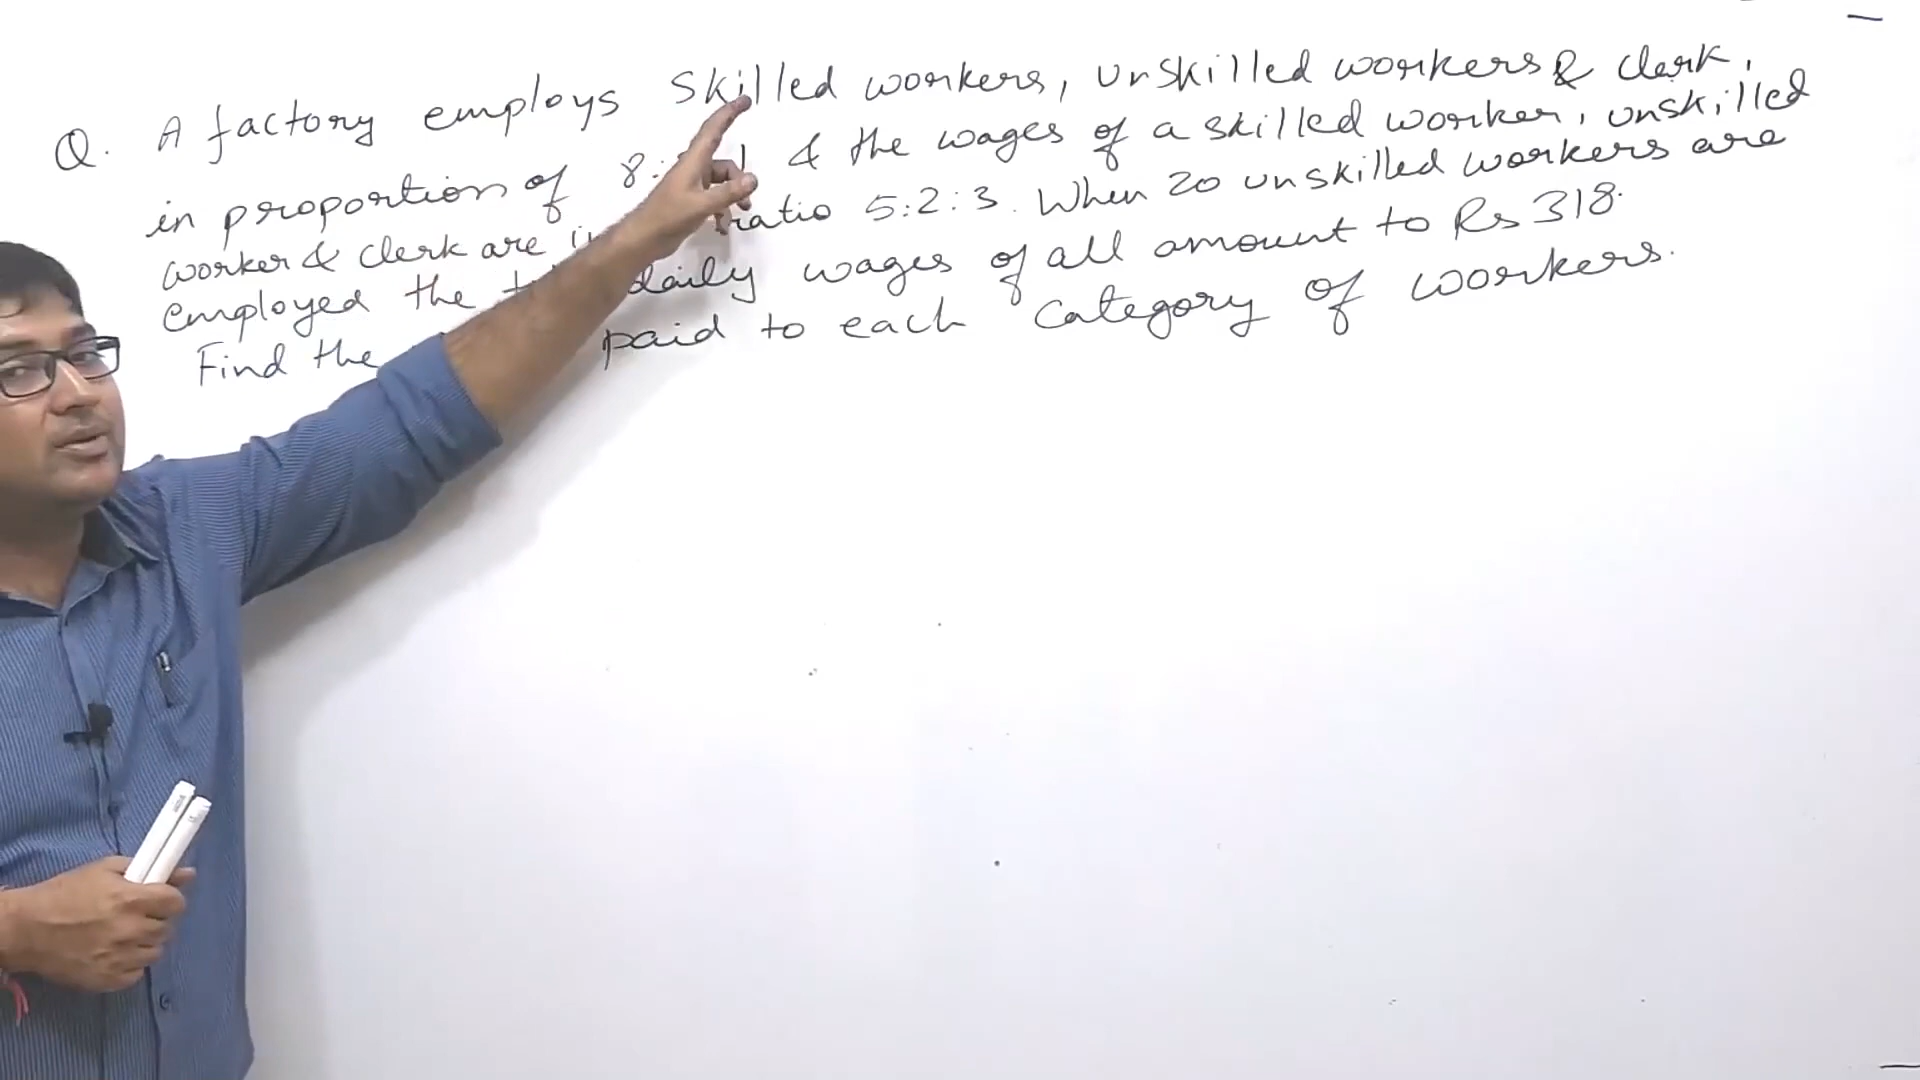 Q. A factory employs skilled workers, unskilled workers & clerk,
in proportion of 8: 1 & the wages of a skilled worker, unskilled
worker & clerk are in ratio 5:2:3. When 20 unskilled workers are
employed the daily wages of all amount to Rs 318.
Find the paid to each category of workers.